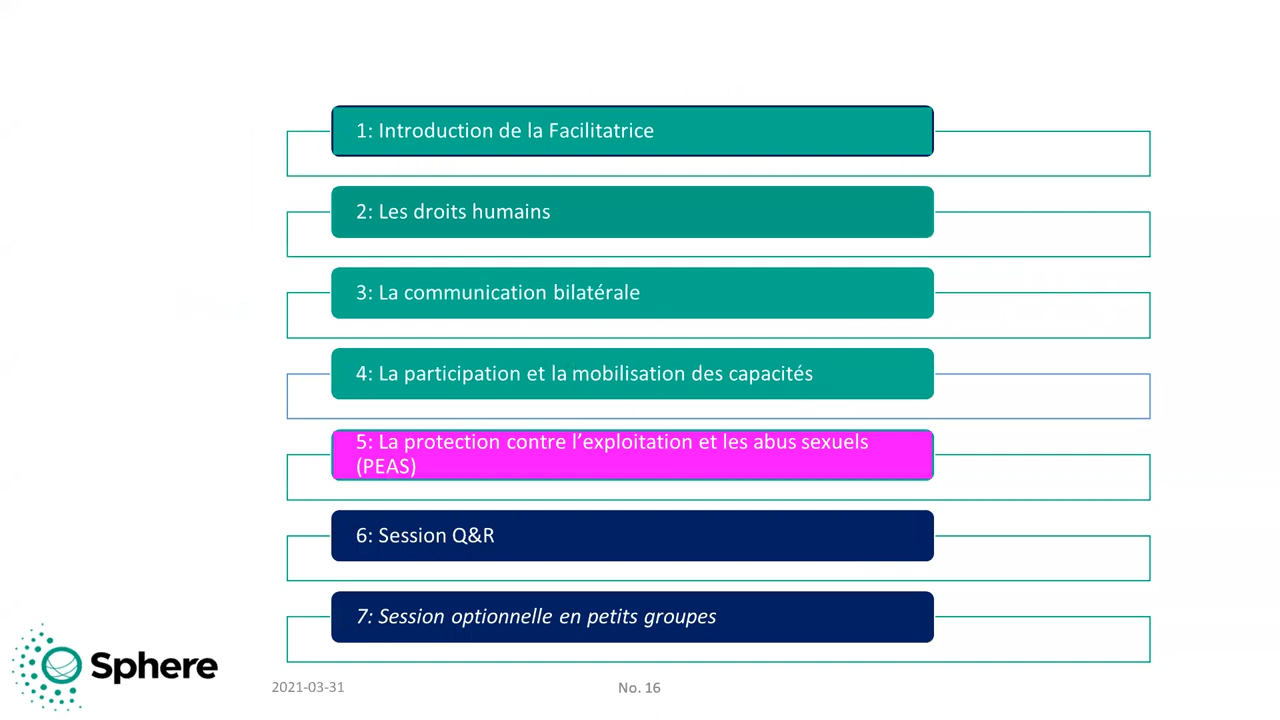 1: Introduction de la Facilitatrice
2: Les droits humains
3: La communication bilatérale
4: La participation et la mobilisation des capacités
5: La protection contre l’exploitation et les abus sexuels
(PEAS)
6: Session Q&R
7: Session optionnelle en petits groupes
Sphere
2021-03-31
No. 16